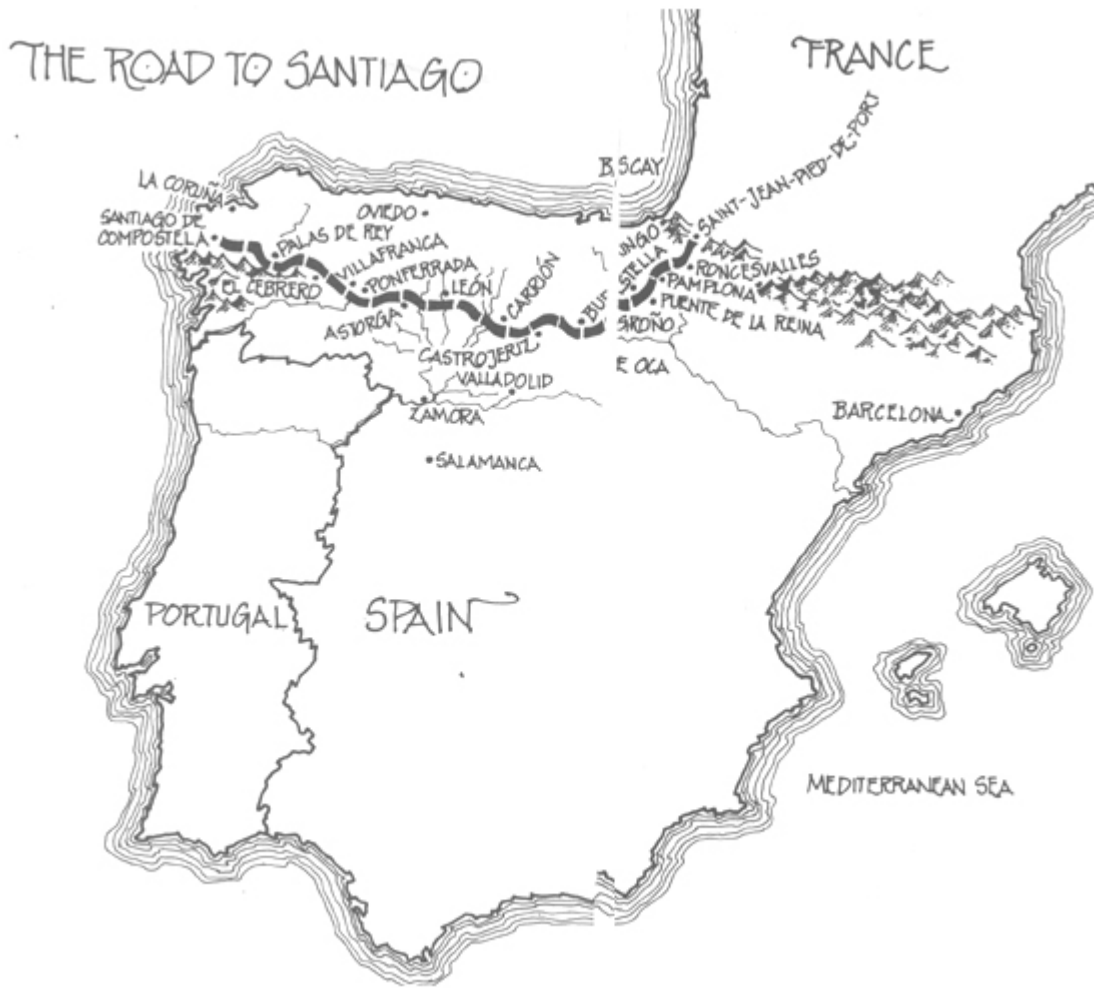 THE ROAD TO SANTIAGO
FRANCE
SAINT-JEAN-PIED-DE-PORT
LA CORUÑA
SANTIAGO DE
COMPOSTELA
OVIEDO
PALAS DE REY
VILLAFRANCA
PONFERRADA
EL CEBRERO
LEÓN
CARRIÓN
ASTORGA
CASTROJERIZ
RONCESVALLES
PAMPLONA
PUENTE DE LA REINA
E OCA
VALLADOLID
ZAMORA
SALAMANCA
BARCELONA
PORTUGAL
SPAIN
MEDITERRANEAN SEA